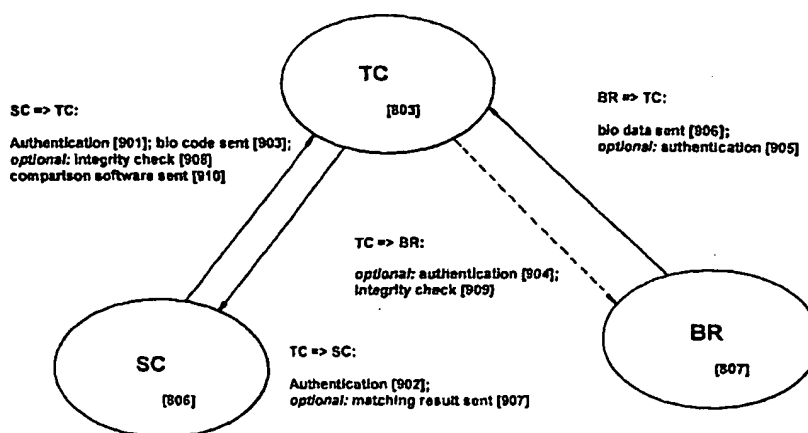 TC
[803]
SC => TC:
Authentication [901]; bio code sent [903];
optional: integrity check [908]
comparison software sent [910]
BR => TC:
bio data sent [906];
optional: authentication [905]
TC => BR:
optional: authentication [904];
integrity check [909]
SC
[806]
TC => SC:
Authentication [902];
optional: matching result sent [907]
BR
[807]